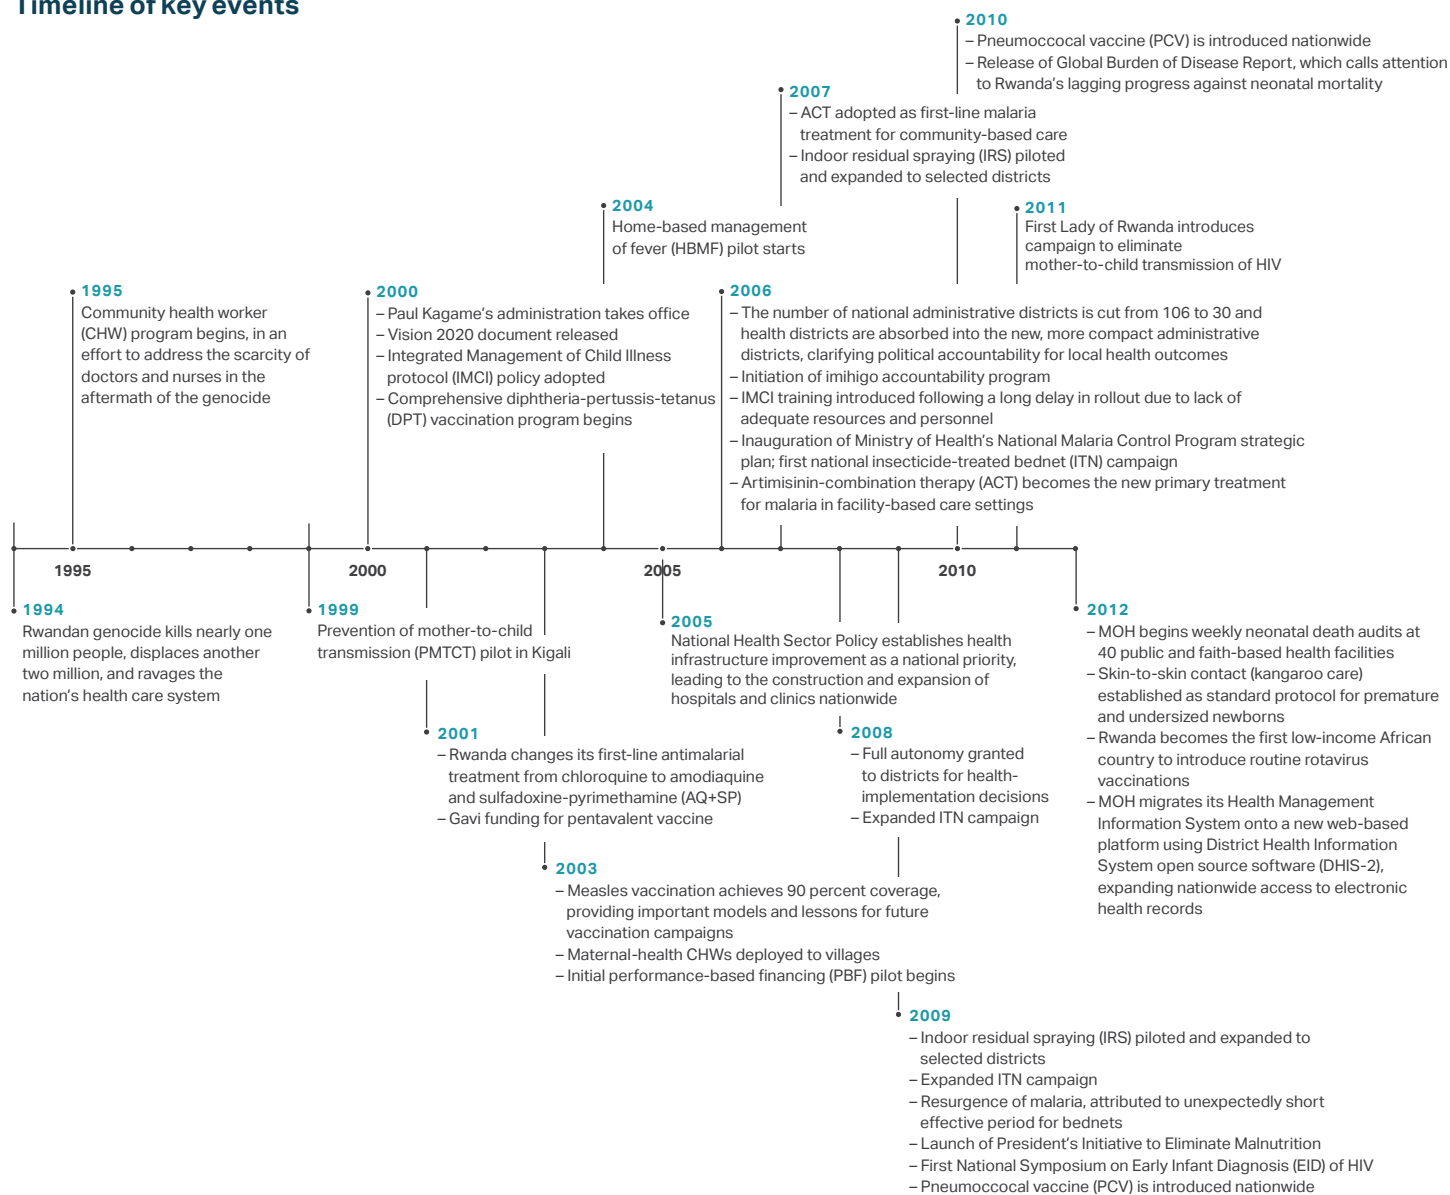 Timeline of key events
2010
– Pneumoccocal vaccine (PCV) is introduced nationwide
– Release of Global Burden of Disease Report, which calls attention
to Rwanda's lagging progress against neonatal mortality
2007
– ACT adopted as first-line malaria
treatment for community-based care
– Indoor residual spraying (IRS) piloted
and expanded to selected districts
2004
Home-based management
of fever (HBMF) pilot starts
2011
First Lady of Rwanda introduces
campaign to eliminate
mother-to-child transmission of HIV
1995
Community health worker
(CHW) program begins, in an
effort to address the scarcity of
doctors and nurses in the
aftermath of the genocide
2000
– Paul Kagame's administration takes office
– Vision 2020 document released
– Integrated Management of Child Illness
protocol (IMCI) policy adopted
– Comprehensive diphtheria-pertussis-tetanus
(DPT) vaccination program begins
2006
– The number of national administrative districts is cut from 106 to 30 and
health districts are absorbed into the new, more compact administrative
districts, clarifying political accountability for local health outcomes
– Initiation of imihigo accountability program
– IMCI training introduced following a long delay in rollout due to lack of
adequate resources and personnel
– Inauguration of Ministry of Health's National Malaria Control Program strategic
plan; first national insecticide-treated bednet (ITN) campaign
– Artimisinin-combination therapy (ACT) becomes the new primary treatment
for malaria in facility-based care settings
1995
2000
2005
2010
1994
Rwandan genocide kills nearly one
million people, displaces another
two million, and ravages the
nation's health care system
1999
Prevention of mother-to-child
transmission (PMTCT) pilot in Kigali
2005
National Health Sector Policy establishes health
infrastructure improvement as a national priority,
leading to the construction and expansion of
hospitals and clinics nationwide
2012
– MOH begins weekly neonatal death audits at
40 public and faith-based health facilities
– Skin-to-skin contact (kangaroo care)
established as standard protocol for premature
and undersized newborns
– Rwanda becomes the first low-income African
country to introduce routine rotavirus
vaccinations
– MOH migrates its Health Management
Information System onto a new web-based
platform using District Health Information
System open source software (DHIS-2),
expanding nationwide access to electronic
health records
2001
– Rwanda changes its first-line antimalarial
treatment from chloroquine to amodiaquine
and sulfadoxine-pyrimethamine (AQ+SP)
– Gavi funding for pentavalent vaccine
2008
– Full autonomy granted
to districts for health-
implementation decisions
– Expanded ITN campaign
2003
– Measles vaccination achieves 90 percent coverage,
providing important models and lessons for future
vaccination campaigns
– Maternal-health CHWs deployed to villages
– Initial performance-based financing (PBF) pilot begins
2009
– Indoor residual spraying (IRS) piloted and expanded to
selected districts
– Expanded ITN campaign
– Resurgence of malaria, attributed to unexpectedly short
effective period for bednets
– Launch of President's Initiative to Eliminate Malnutrition
– First National Symposium on Early Infant Diagnosis (EID) of HIV
– Pneumoccocal vaccine (PCV) is introduced nationwide